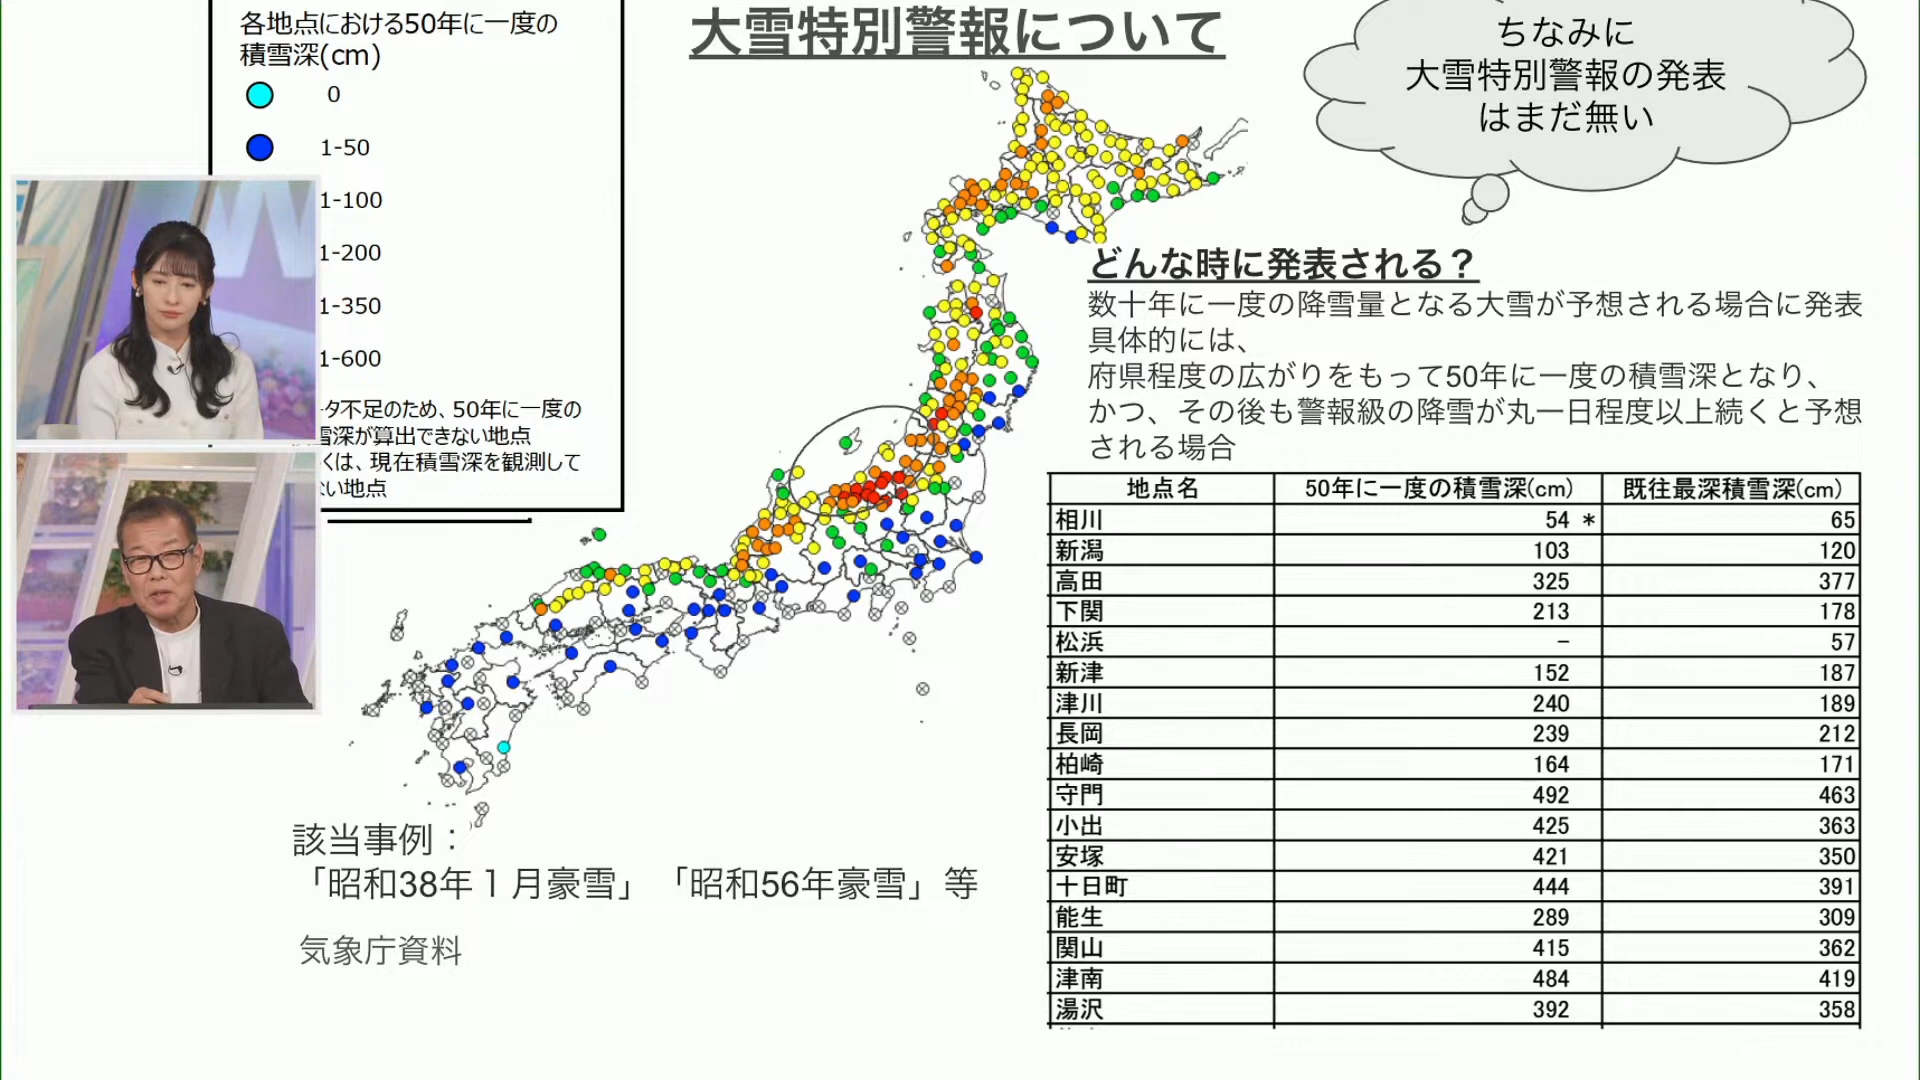 各地点における50年に一度の
積雪深(cm)
0
1-50
1-100
1-200
1-350
1-600
タ不足のため、50年に一度の
雪深が算出できない地点
くは、現在積雪深を観測して
い地点
大雪特別警報について
ちなみに
大雪特別警報の発表
はまだ無い
どんな時に発表される？
数十年に一度の降雪量となる大雪が予想される場合に発表
具体的には、
府県程度の広がりをもって50年に一度の積雪深となり、
かつ、その後も警報級の降雪が丸一日程度以上続くと予想
される場合
地点名 50年に一度の積雪深(cm) 既往最深積雪深(cm)
相川 54 * 65
新潟 103 120
高田 325 377
下関 213 178
松浜 － 57
新津 152 187
津川 240 189
長岡 239 212
柏崎 164 171
守門 492 463
小出 425 363
安塚 421 350
十日町 444 391
能生 289 309
関山 415 362
津南 484 419
湯沢 392 358
該当事例：
「昭和38年１月豪雪」「昭和56年豪雪」等
気象庁資料